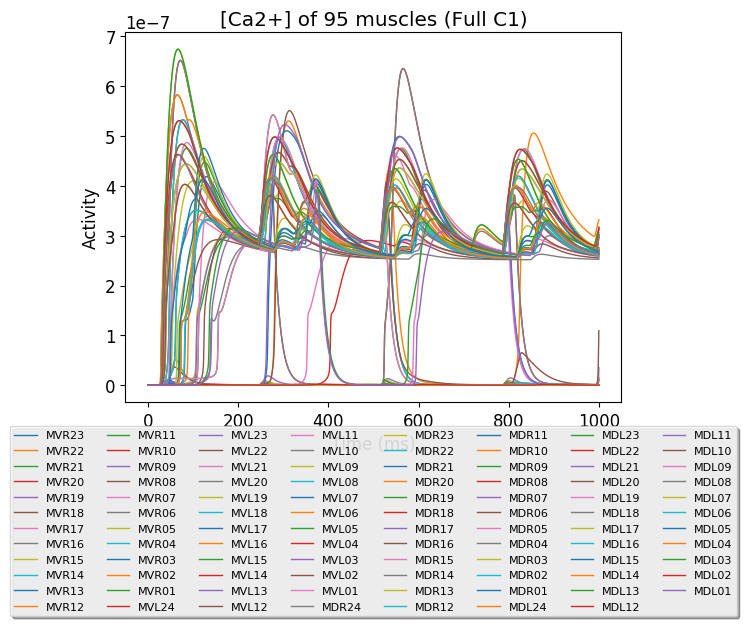 [Ca2+] of 95 muscles (Full C1)
1e−7
7
6
5
4
3
2
1
0
Activity
0 200 400 600 800 1000
Time (ms)
MVR23 MVR11 MVL23 MVL11 MDR23 MDR11 MDL23 MDL11
MVR22 MVR10 MVL22 MVL10 MDR22 MDR10 MDL22 MDL10
MVR21 MVR09 MVL21 MVL09 MDR21 MDR09 MDL21 MDL09
MVR20 MVR08 MVL20 MVL08 MDR20 MDR08 MDL20 MDL08
MVR19 MVR07 MVL19 MVL07 MDR19 MDR07 MDL19 MDL07
MVR18 MVR06 MVL18 MVL06 MDR18 MDR06 MDL18 MDL06
MVR17 MVR05 MVL17 MVL05 MDR17 MDR05 MDL17 MDL05
MVR16 MVR04 MVL16 MVL04 MDR16 MDR04 MDL16 MDL04
MVR15 MVR03 MVL15 MVL03 MDR15 MDR03 MDL15 MDL03
MVR14 MVR02 MVL14 MVL02 MDR14 MDR02 MDL14 MDL02
MVR13 MVR01 MVL13 MVL01 MDR13 MDR01 MDL13 MDL01
MVR12 MVL24 MVL12 MDR24 MDR12 MDL24 MDL12